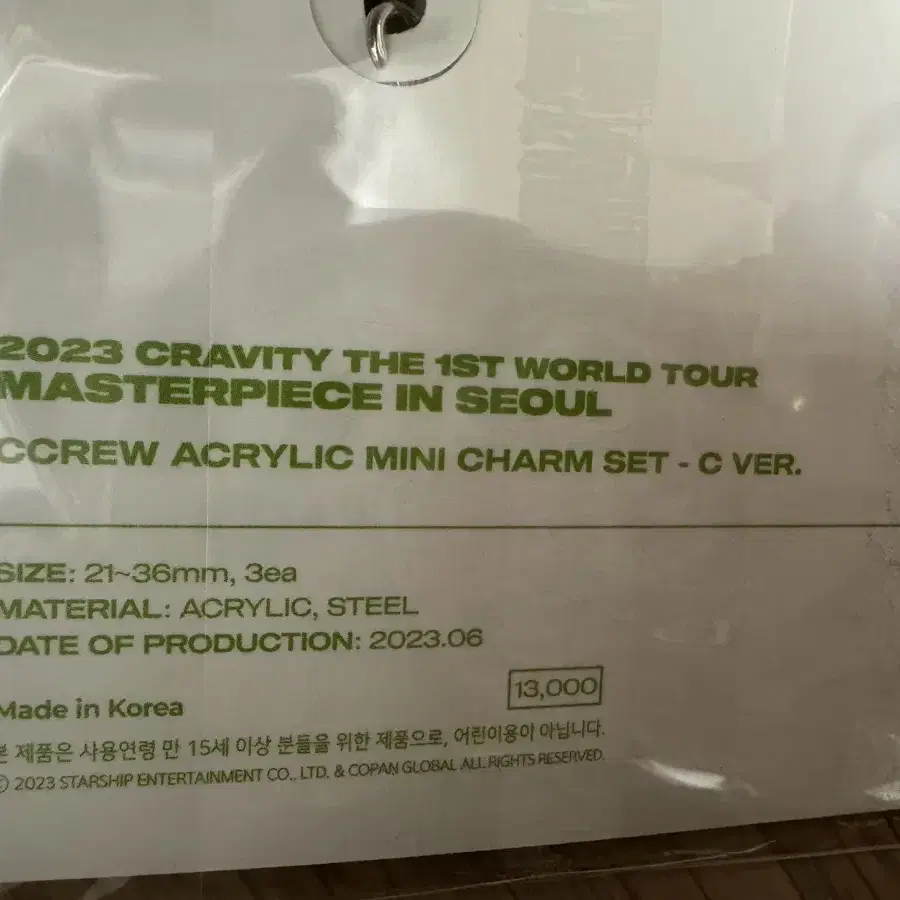 2023 CRAVITY THE 1ST WORLD TOUR
MASTERPIECE IN SEOUL
CCREW ACRYLIC MINI CHARM SET - C VER.
SIZE: 21~36mm, 3ea
MATERIAL: ACRYLIC, STEEL
DATE OF PRODUCTION: 2023.06
13,000
Made in Korea
본 제품은 사용연령 만 15세 이상 분들을 위한 제품으로, 어린이용이 아닙니다.
© 2023 STARSHIP ENTERTAINMENT CO., LTD. & COPAN GLOBAL ALL RIGHTS RESERVED.